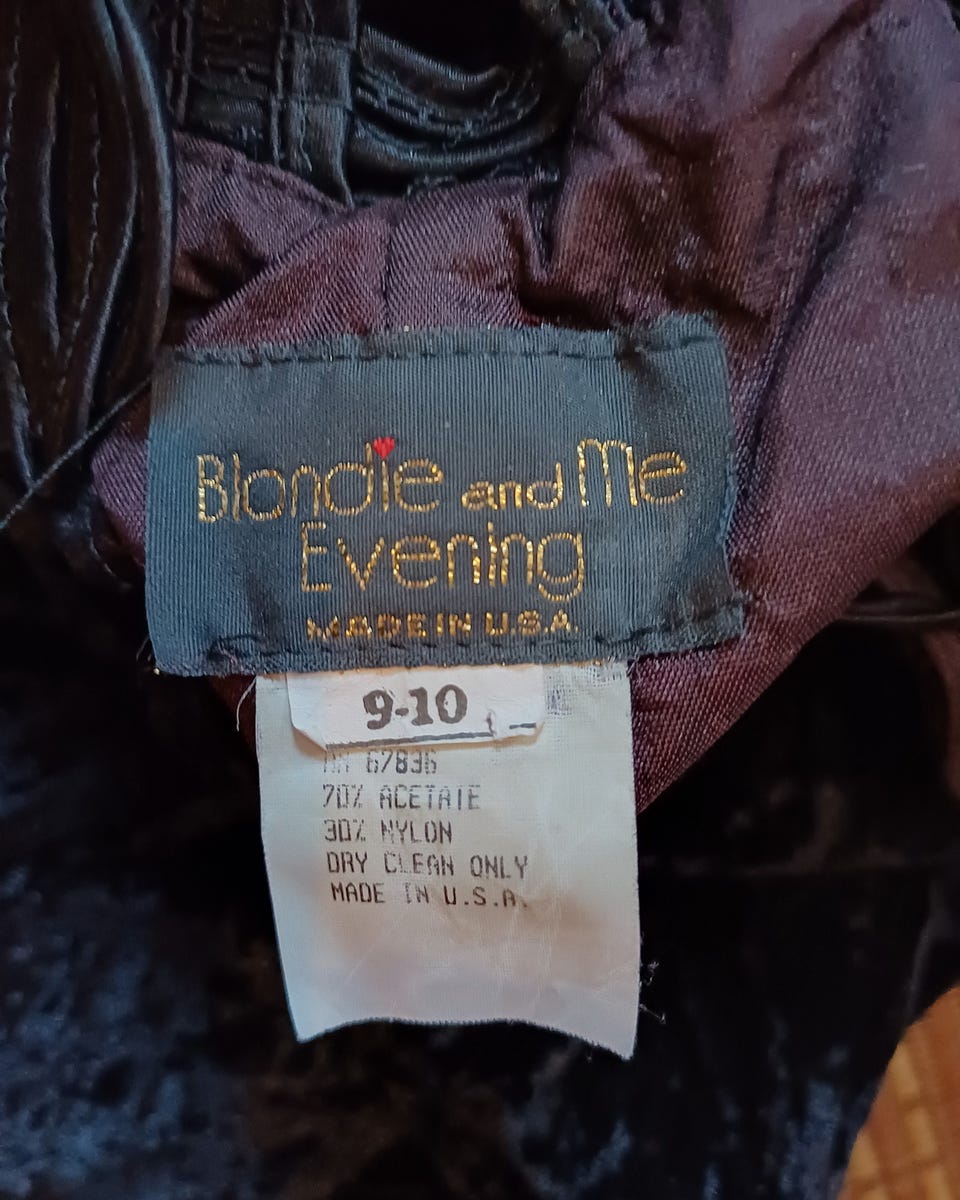 Blondie and Me
Evening
MADE IN U.S.A.
9-10
67836
70% ACETATE
30% NYLON
DRY CLEAN ONLY
MADE IN U.S.A.